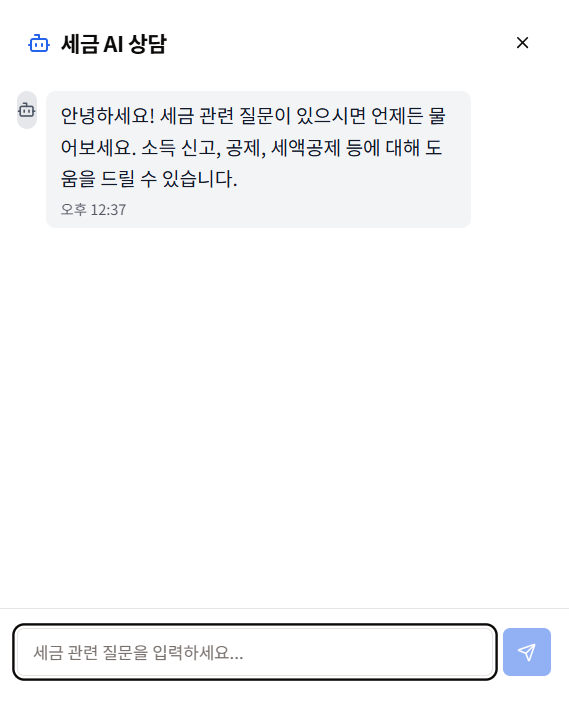 세금 AI 상담
안녕하세요! 세금 관련 질문이 있으시면 언제든 물
어보세요. 소득 신고, 공제, 세액공제 등에 대해 도
움을 드릴 수 있습니다.
오후 12:37
세금 관련 질문을 입력하세요...